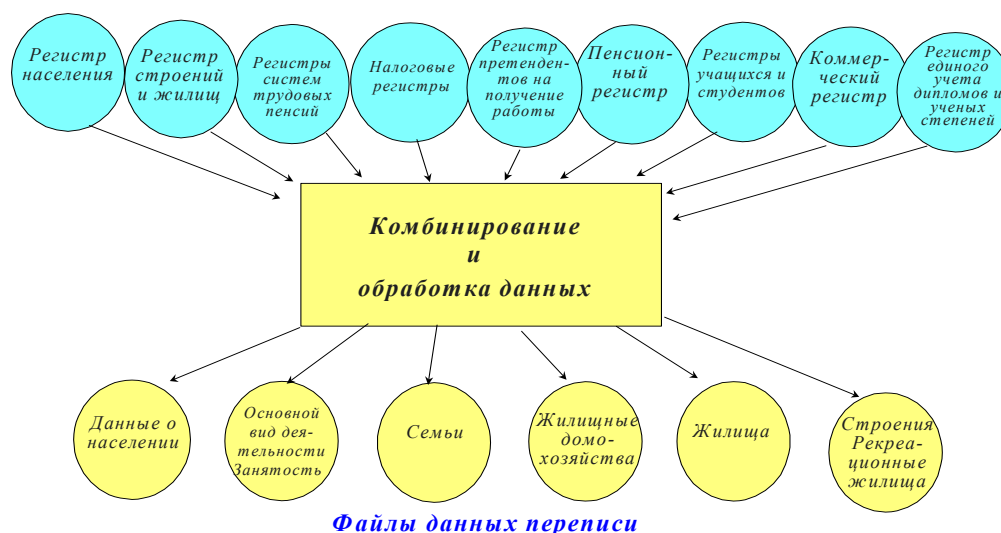 Регистр
населения
Регистр
строений
и жилищ
Регистры
систем
трудовых
пенсий
Налоговые
регистры
Регистр
претенден-
тов на
получение
работы
Пенсион-
ный
регистр
Регистры
учащихся и
студентов
Коммер-
ческий
регистр
Регистр
единого
учета
дипломов и
ученых
степеней
Комбинирование
и
обработка данных
Данные о
населении
Основной
вид дея-
тельности
Занятость
Семьи
Жилищные
домо-
хозяйства
Жилища
Строения
Рекреа-
ционные
жилища
Файлы данных переписи